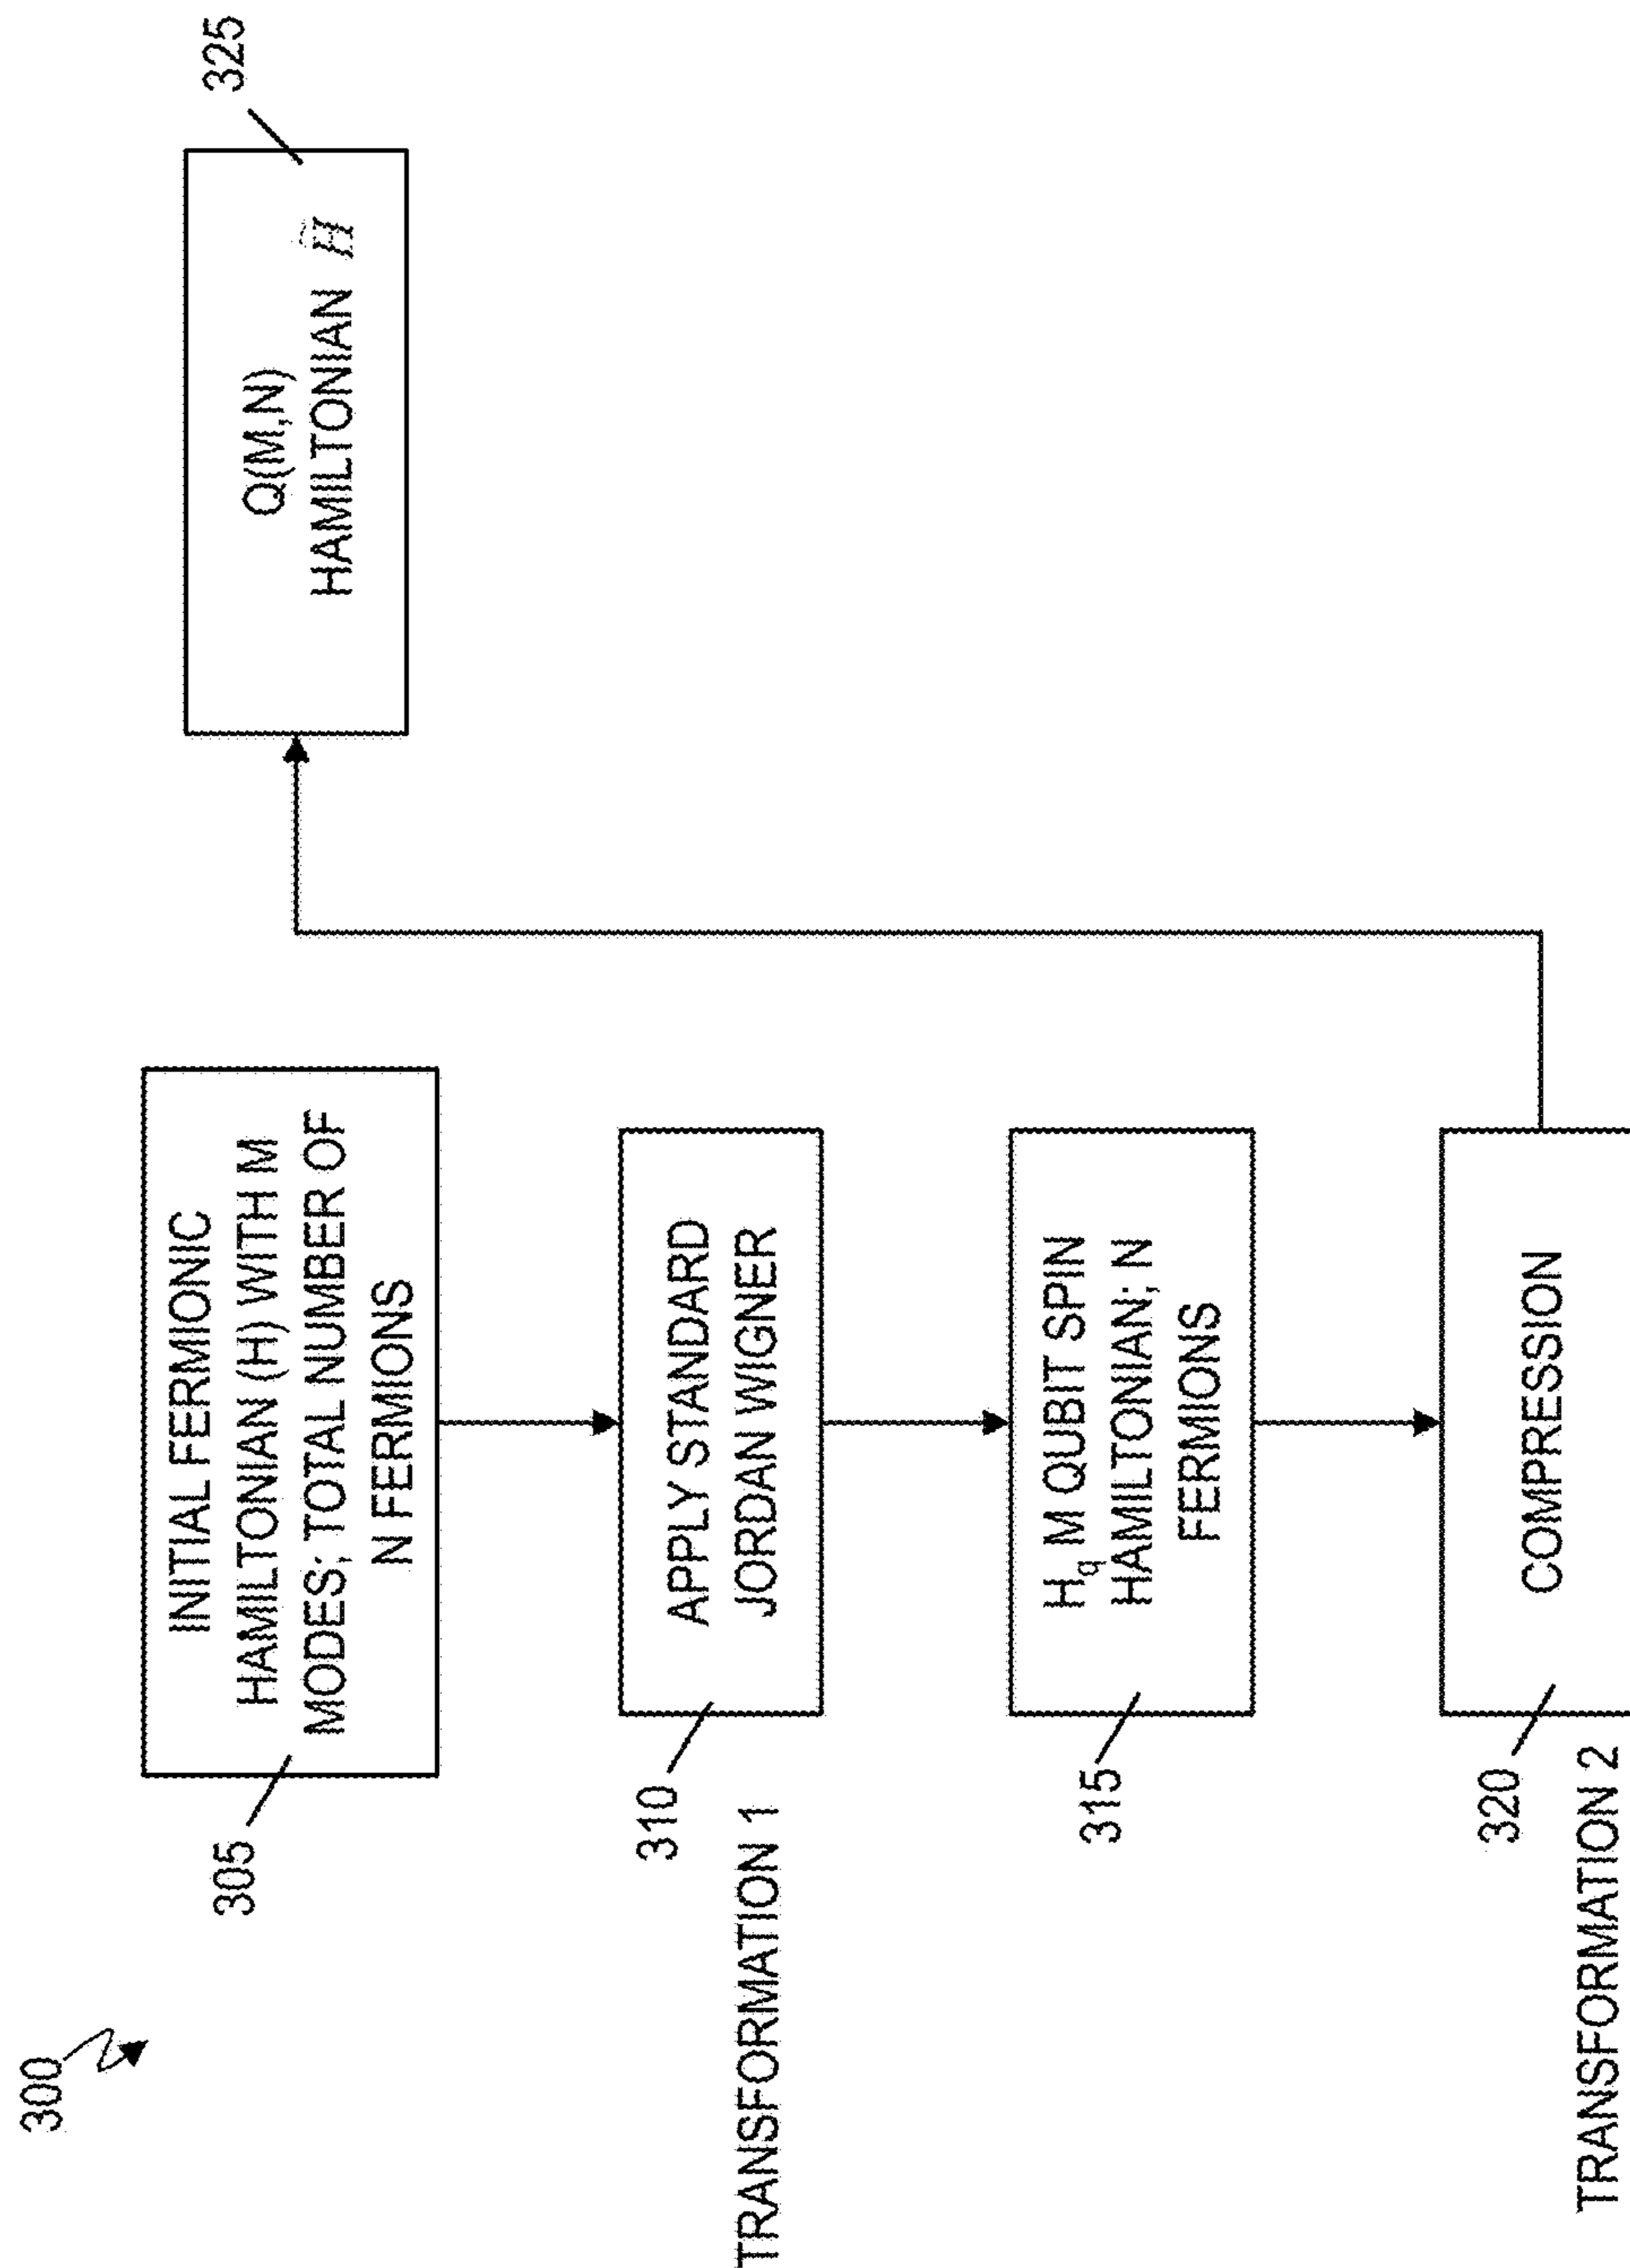 300
305
INITIAL FERMIONIC
HAMILTONIAN (H) WITH M
MODES; TOTAL NUMBER OF
N FERMIONS
310
TRANSFORMATION 1
APPLY STANDARD
JORDAN WIGNER
315
Hq M QUBIT SPIN
HAMILTONIAN; N
FERMIONS
320
TRANSFORMATION 2
COMPRESSION
325
Q(M,N)
HAMILTONIAN H̃